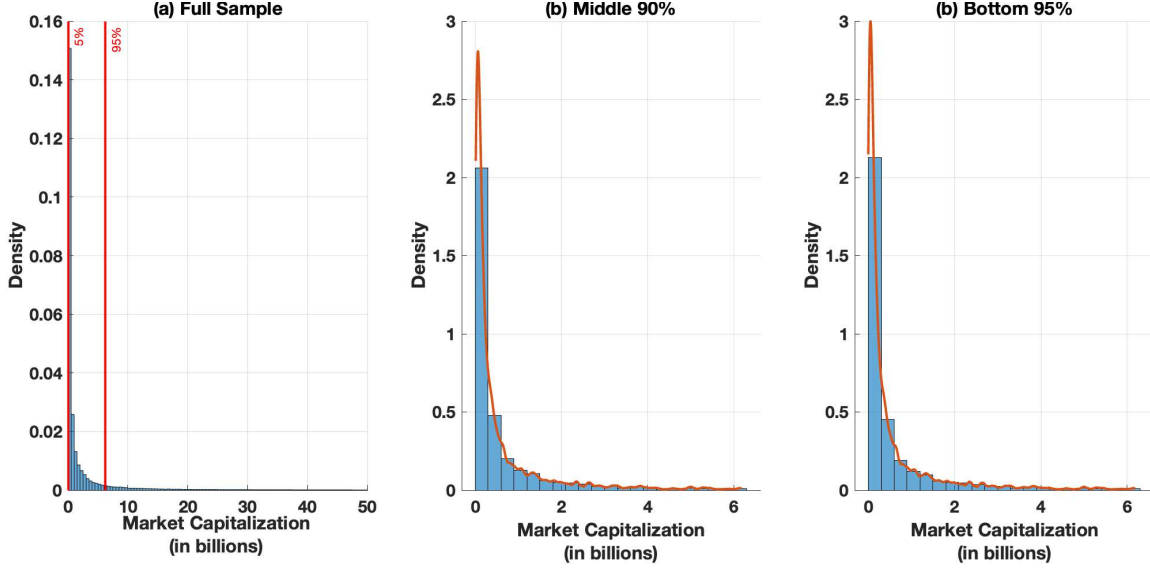 (a) Full Sample
0.16
0.14
0.12
0.1
0.08
0.06
0.04
0.02
0
Density
5%
95%
0 10 20 30 40 50
Market Capitalization
(in billions)
(b) Middle 90%
3
2.5
2
1.5
1
0.5
0
Density
0 2 4 6
Market Capitalization
(in billions)
(b) Bottom 95%
3
2.5
2
1.5
1
0.5
0
Density
0 2 4 6
Market Capitalization
(in billions)